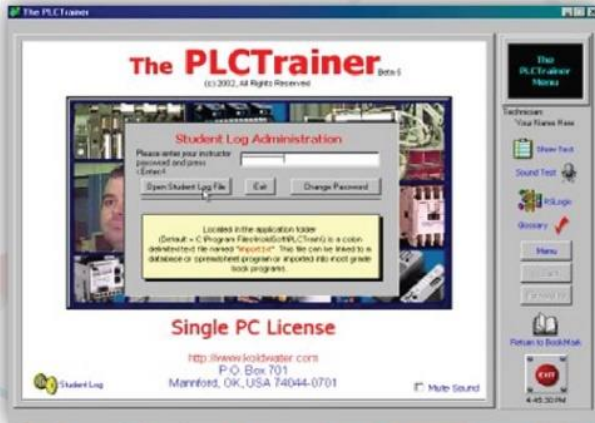 The PLCTrainer
The PLCTrainer Beta 6
(c) 2002, All Rights Reserved
Student Log Administration
Please enter your instructor
password and press
<Enter>
Open Student Log File
Exit
Change Password
Located in the application folder
(Default = C:\Program Files\
is a colon
delimited text file named "import.txt". This file can be linked to a
database or spreadsheet program or imported into most grade
book programs.
Single PC License
http://www.koldwater.com
P.O. Box 701
Mannford, OK, USA 74044-0701
Student Log
Mute Sound
The
PLCTrainer
Menu
Technician:
Your Name Here
Show Text
Sound Test
RSLogix
Glossary
Menu
Return to BookMark
EXIT
4:45:30 PM